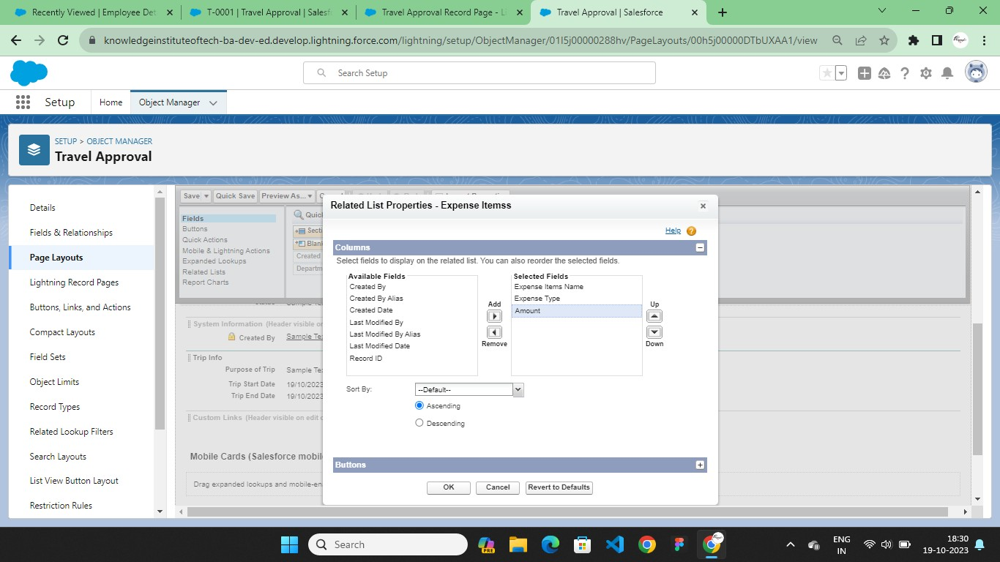 Recently Viewed | Employee Det
T-0001 | Travel Approval | Salesf
Travel Approval Record Page - Li
Travel Approval | Salesforce
knowledgeinstituteoftech-ba-dev-ed.develop.lightning.force.com/lightning/setup/ObjectManager/01I5j00000288hv/PageLayouts/00h5j00000DTbUXAA1/view
Search Setup
Setup
Home
Object Manager
SETUP > OBJECT MANAGER
Travel Approval
Details
Fields & Relationships
Page Layouts
Lightning Record Pages
Buttons, Links, and Actions
Compact Layouts
Field Sets
Object Limits
Record Types
Related Lookup Filters
Search Layouts
List View Button Layout
Restriction Rules
Save
Quick Save
Preview As...
Fields
Buttons
Quick Actions
Mobile & Lightning Actions
Expanded Lookups
Related Lists
Report Charts
Quic
Secti
Blan
Created
Departm
System Information (Header visible on
Created By
Sample Te
Trip Info
Purpose of Trip
Sample Te
Trip Start Date
19/10/2023
Trip End Date
19/10/2023
Custom Links (Header visible on edit o
Mobile Cards (Salesforce mobil
Drag expanded lookups and mobile-en
Related List Properties - Expense Itemss
Help
Columns
Select fields to display on the related list. You can also reorder the selected fields.
Available Fields
Created By
Created By Alias
Created Date
Last Modified By
Last Modified By Alias
Last Modified Date
Record ID
Add
Remove
Selected Fields
Expense Items Name
Expense Type
Amount
Up
Down
Sort By:
--Default--
Ascending
Descending
Buttons
OK
Cancel
Revert to Defaults
Search
PRE
ENG
IN
18:30
19-10-2023